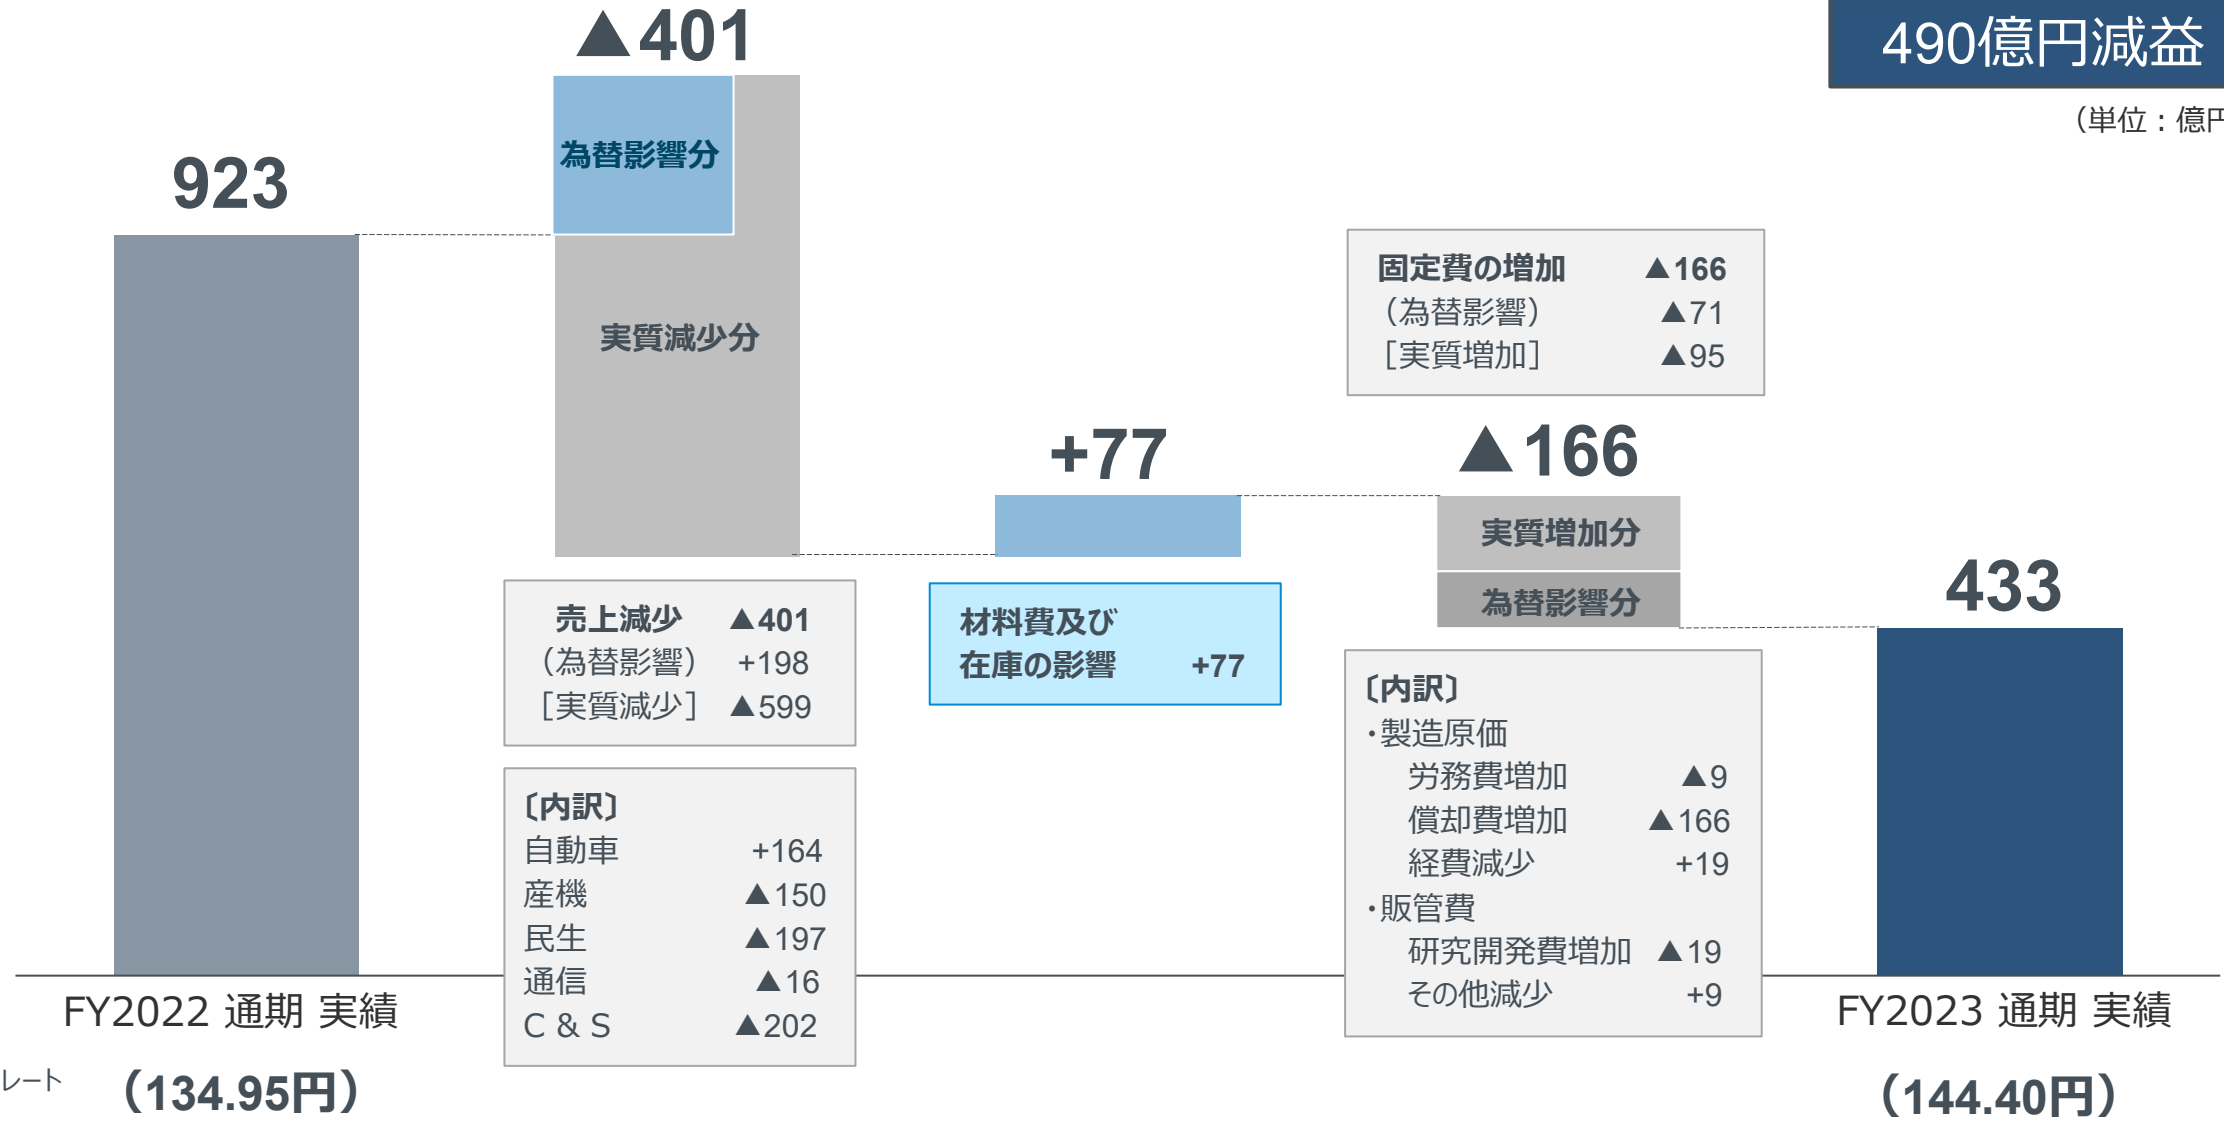 490億円減益
（単位：億円
923
▲401
為替影響分
実質減少分
売上減少 ▲401
（為替影響） +198
［実質減少］ ▲599
〔内訳〕
自動車 +164
産機 ▲150
民生 ▲197
通信 ▲16
C & S ▲202
+77
材料費及び
在庫の影響 +77
固定費の増加 ▲166
（為替影響） ▲71
［実質増加］ ▲95
▲166
実質増加分
為替影響分
〔内訳〕
・製造原価
労務費増加 ▲9
償却費増加 ▲166
経費減少 +19
・販管費
研究開発費増加 ▲19
その他減少 +9
433
FY2022 通期 実績
FY2023 通期 実績
レート （134.95円）
（144.40円）